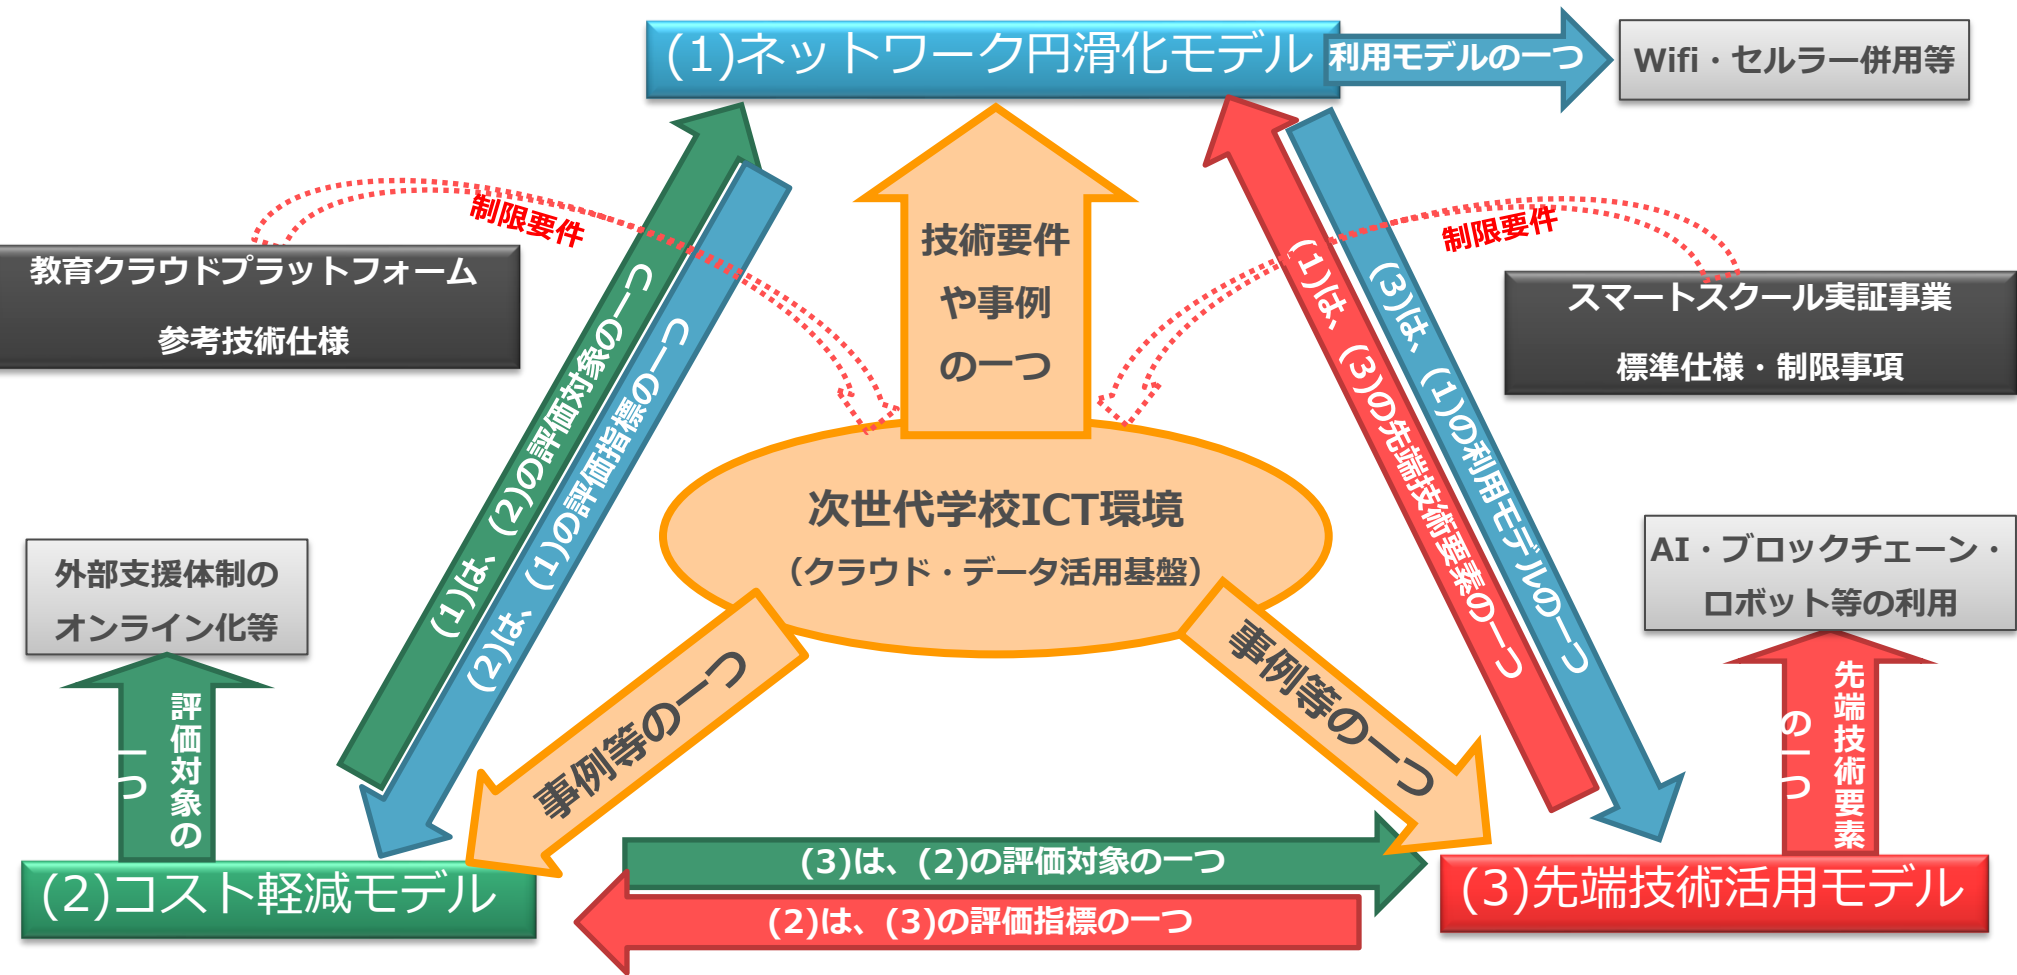 (1)ネットワーク円滑化モデル
利用モデルの一つ
Wifi・セルラー併用等
制限要件
制限要件
教育クラウドプラットフォーム
参考技術仕様
スマートスクール実証事業
標準仕様・制限事項
技術要件
や事例
の一つ
(1)は、(2)の評価対象の一つ
(2)は、(1)の評価指標の一つ
(1)は、(3)の先端技術要素の一つ
(3)は、(1)の利用モデルの一つ
次世代学校ICT環境
（クラウド・データ活用基盤）
外部支援体制の
オンライン化等
AI・ブロックチェーン・
ロボット等の利用
評価対象の
一つ
事例等の一つ
事例等の一つ
先端技術要素
の一つ
(3)は、(2)の評価対象の一つ
(2)は、(3)の評価指標の一つ
(2)コスト軽減モデル
(3)先端技術活用モデル